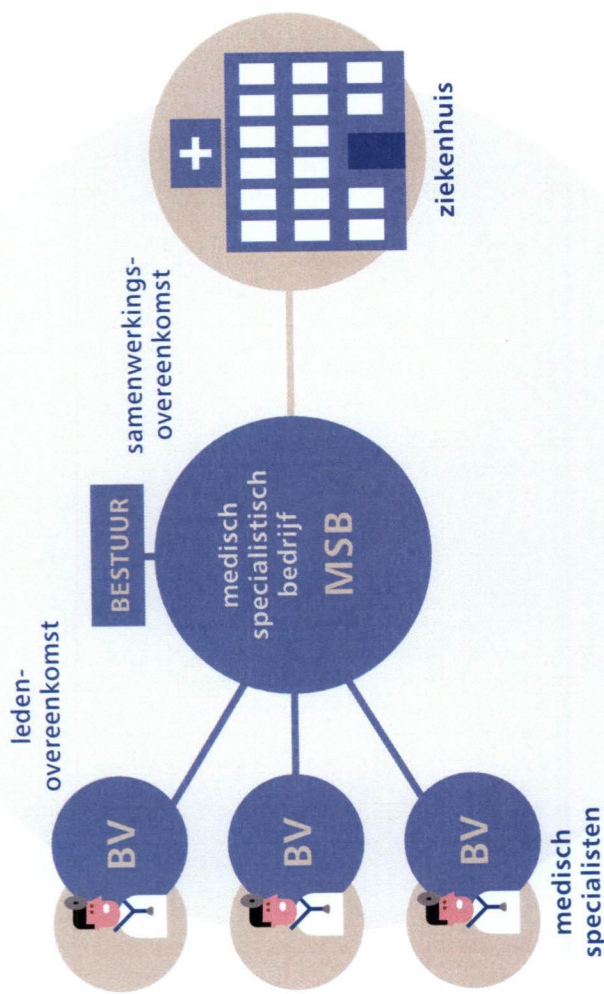 leden-
overeenkomst
BESTUUR
samenwerkings-
overeenkomst
BV
BV
BV
medisch
specialistisch
bedrijf
MSB
medisch
specialisten
ziekenhuis